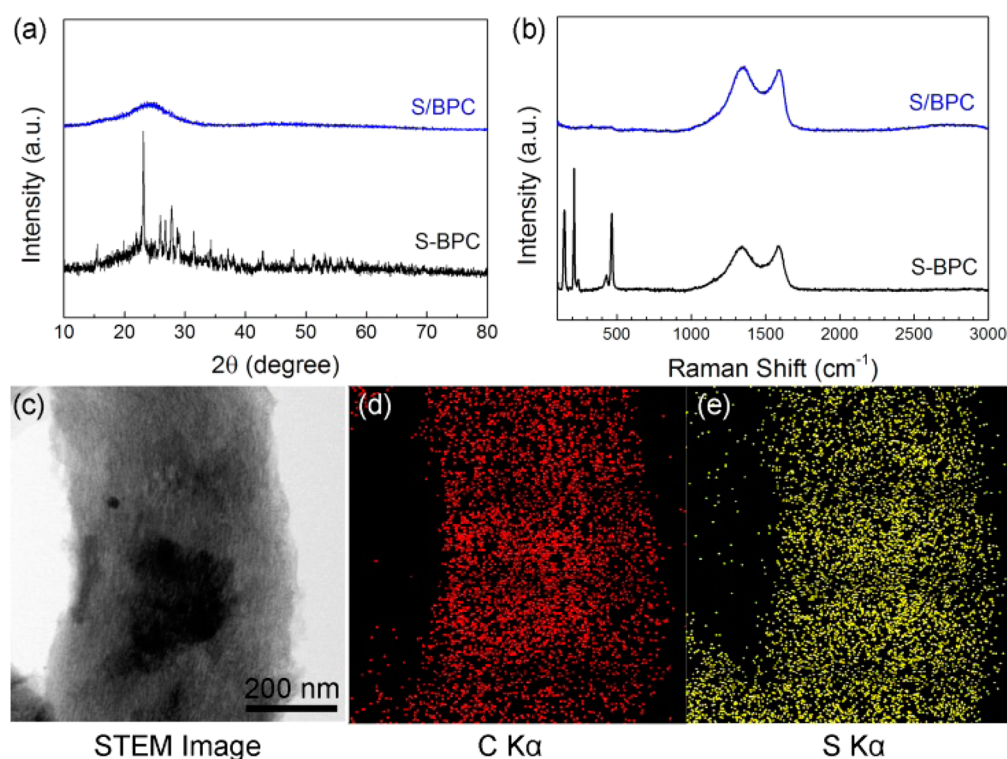 (a)
Intensity (a.u.)
S/BPC
S-BPC
10 20 30 40 50 60 70 80
2θ (degree)
(b)
Intensity (a.u.)
S/BPC
S-BPC
500 1000 1500 2000 2500 3000
Raman Shift (cm⁻¹)
(c)
200 nm
STEM Image
(d)
C Kα
(e)
S Kα